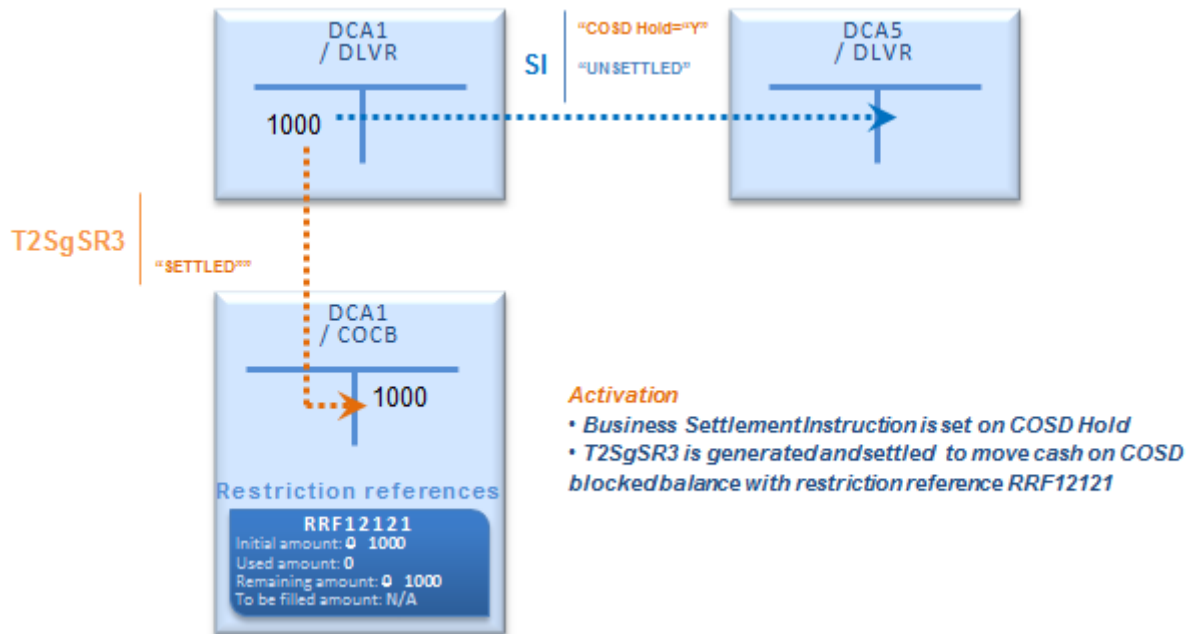 DCA1
/ DLVR
1000
SI
“COSD Hold=“Y”
“UNSETTLED”
DCA5
/ DLVR
T2SgSR3
“SETTLED””
DCA1
/ COCB
1000
Restriction references
RRF12121
Initial amount: 0 1000
Used amount: 0
Remaining amount: 0 1000
To be filled amount: N/A
Activation
• Business Settlement Instruction is set on COSD Hold
• T2SgSR3 is generated and settled to move cash on COSD
blocked balance with restriction reference RRF12121